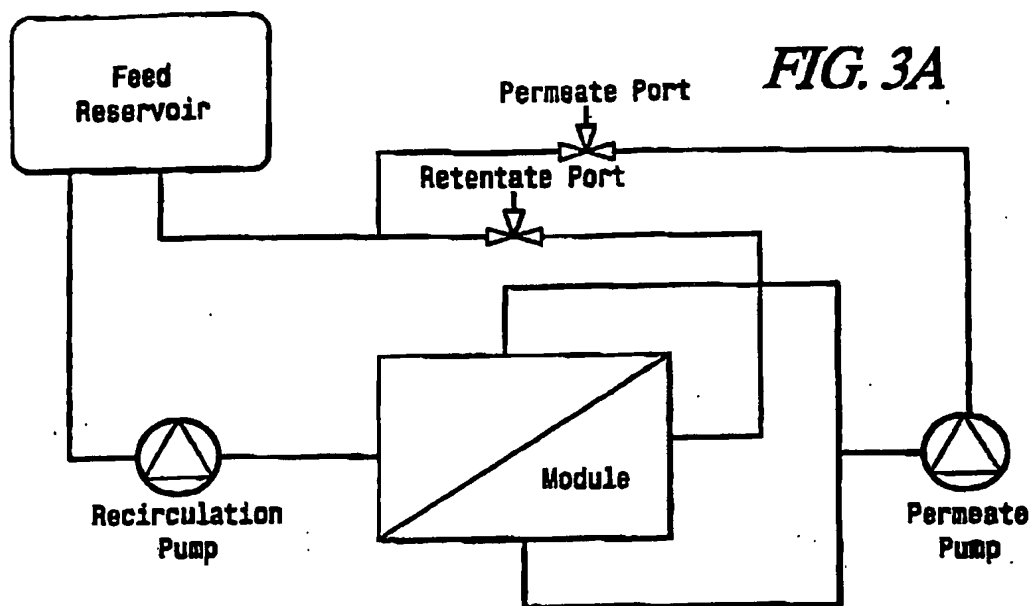 Feed
Reservoir
FIG. 3A
Permeate Port
Retentate Port
Module
Recirculation
Pump
Permeate
Pump